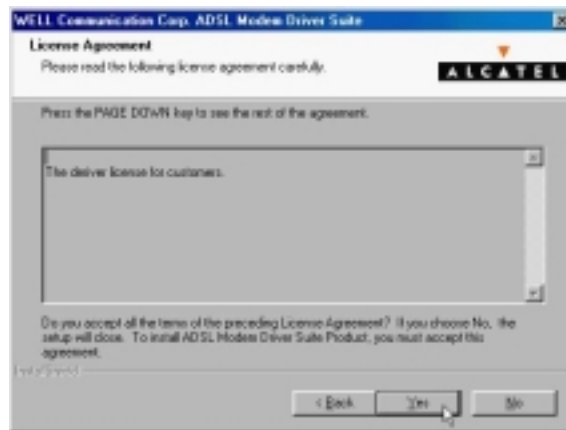 WELL Communication Corp. ADSL Modem Driver Suite
License Agreement
Please read the following license agreement carefully.
ALCATEL
Press the PAGE DOWN key to see the rest of the agreement.
The deriver license for customers.
Do you accept all the terms of the preceding License Agreement? If you choose No, the
setup will close. To install ADSL Modem Driver Suite Product, you must accept this
agreement.
InstallShield
< Back
Yes
No